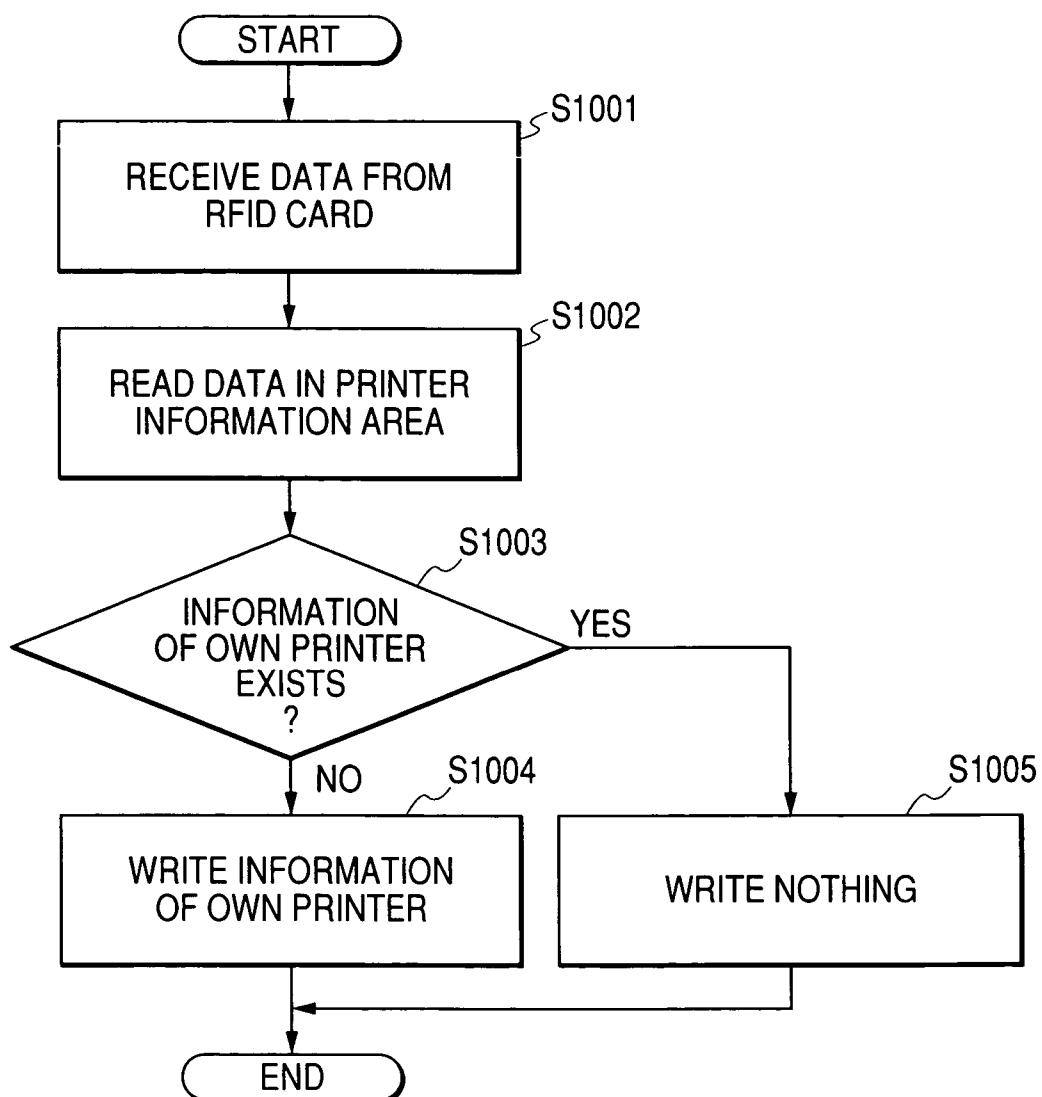 START
S1001
RECEIVE DATA FROM
RFID CARD
S1002
READ DATA IN PRINTER
INFORMATION AREA
S1003
INFORMATION
OF OWN PRINTER
EXISTS
?
YES
NO
S1004
WRITE INFORMATION
OF OWN PRINTER
S1005
WRITE NOTHING
END